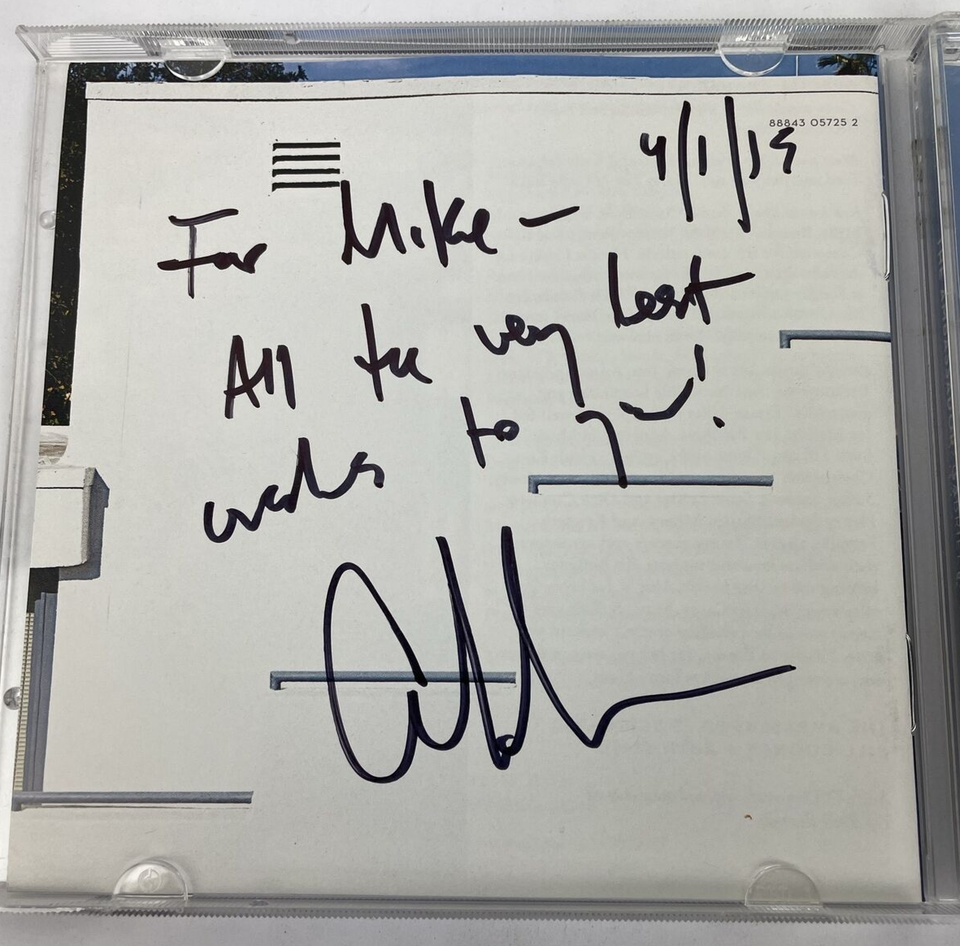 88843 05725 2
4/1/19
For Mike -
All the very best
wishes to you!